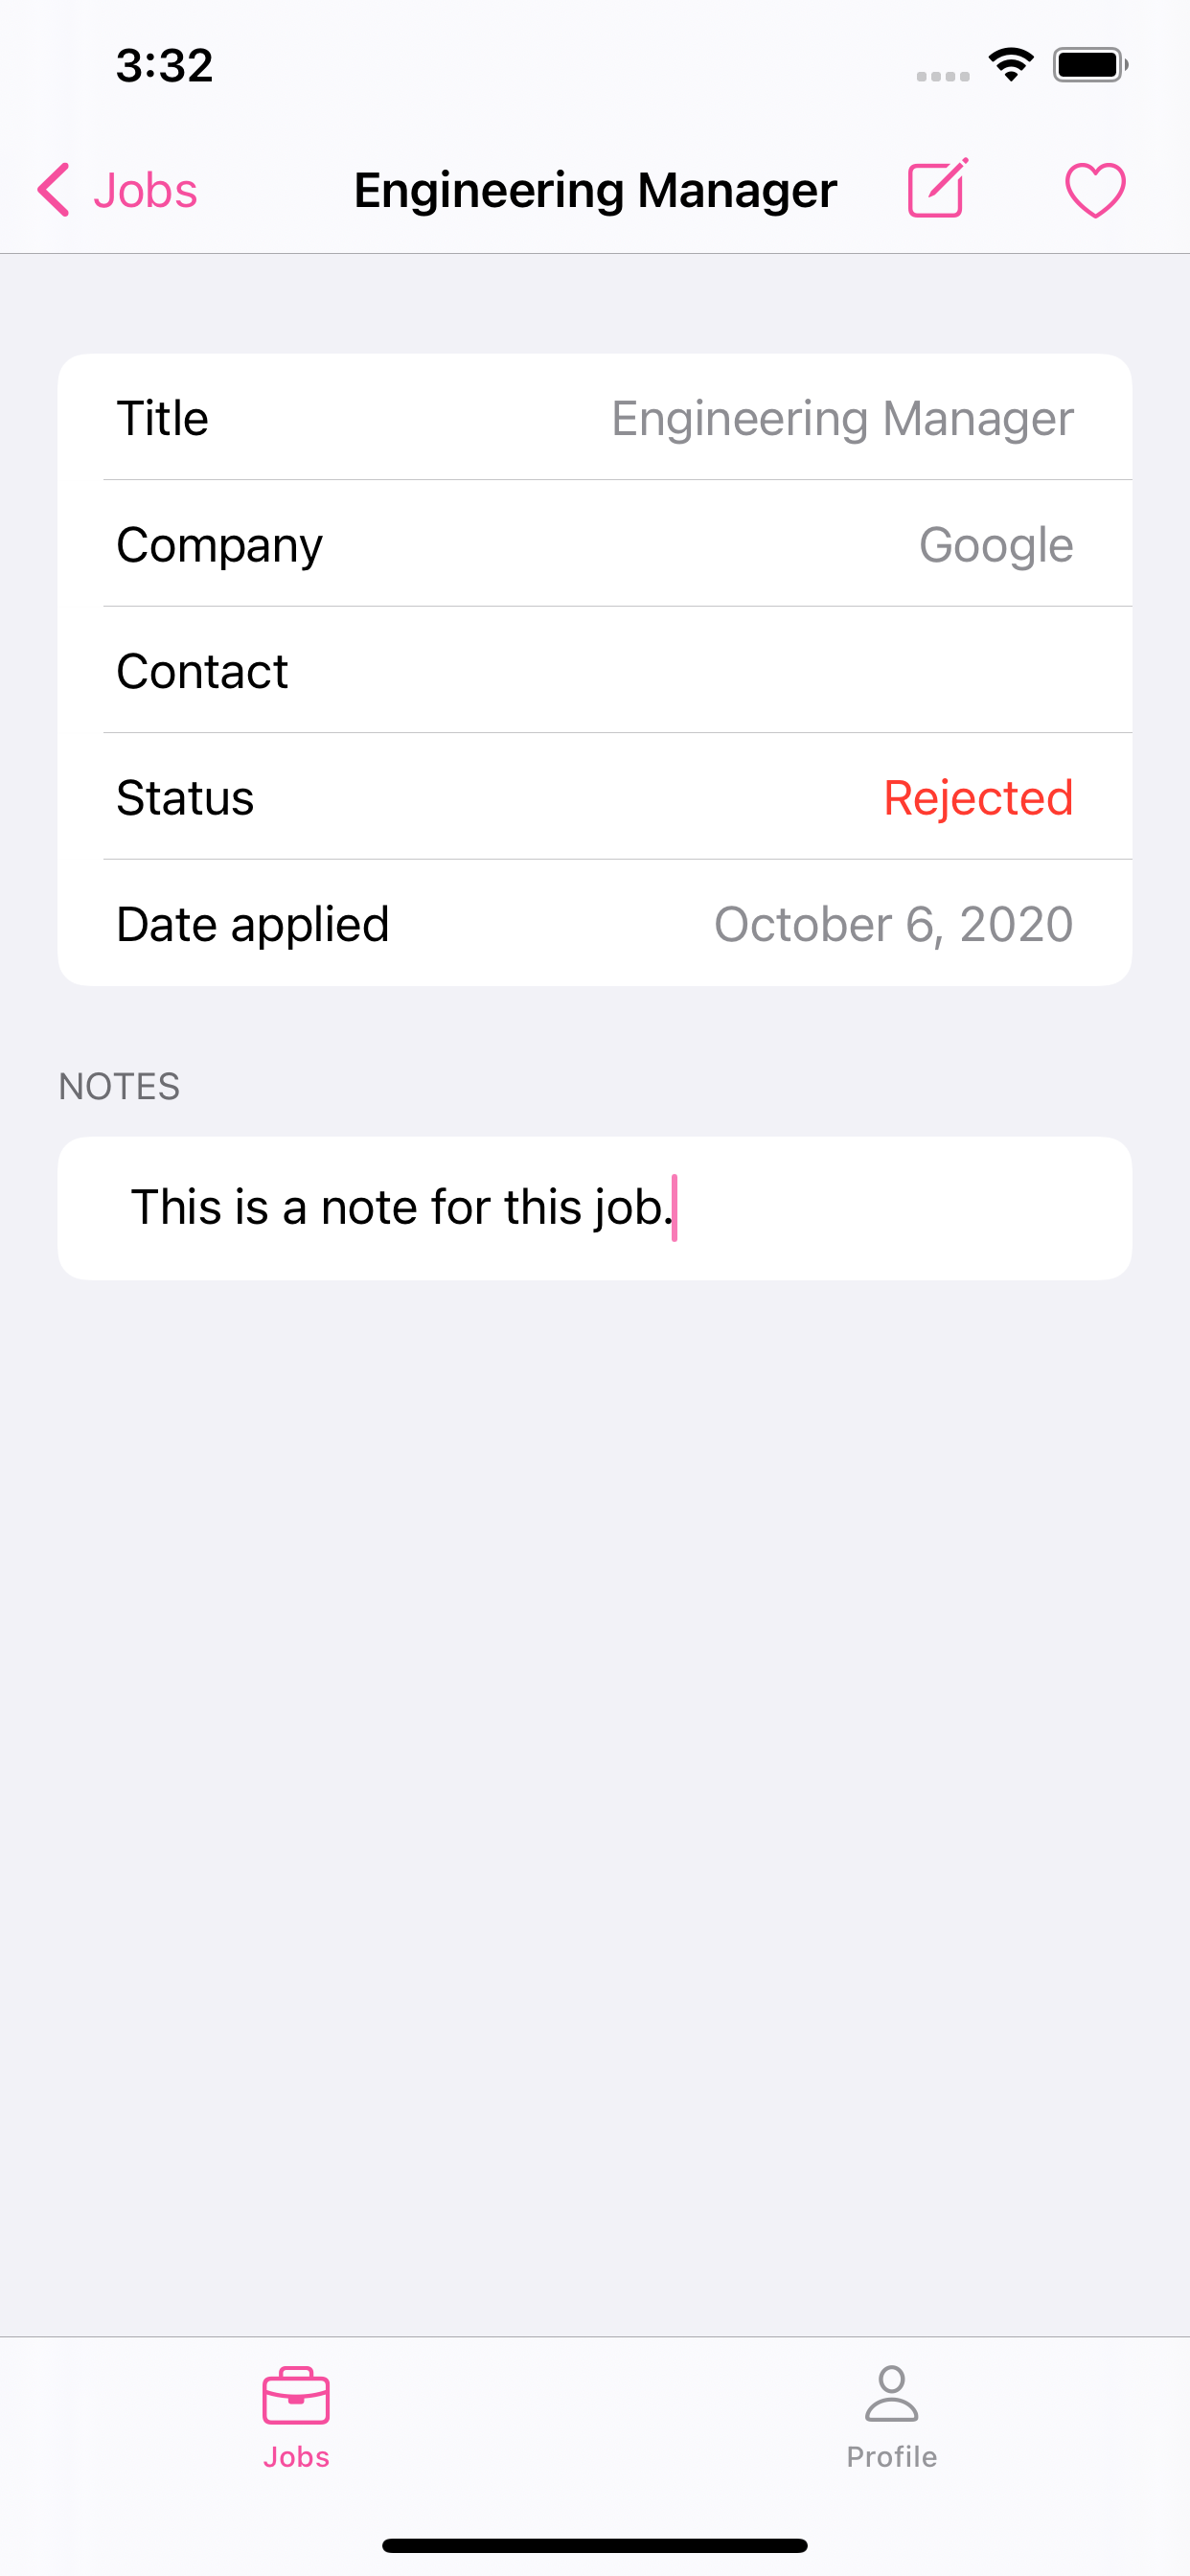 3:32
Jobs Engineering Manager
Title Engineering Manager
Company Google
Contact
Status Rejected
Date applied October 6, 2020
NOTES
This is a note for this job.
Jobs Profile